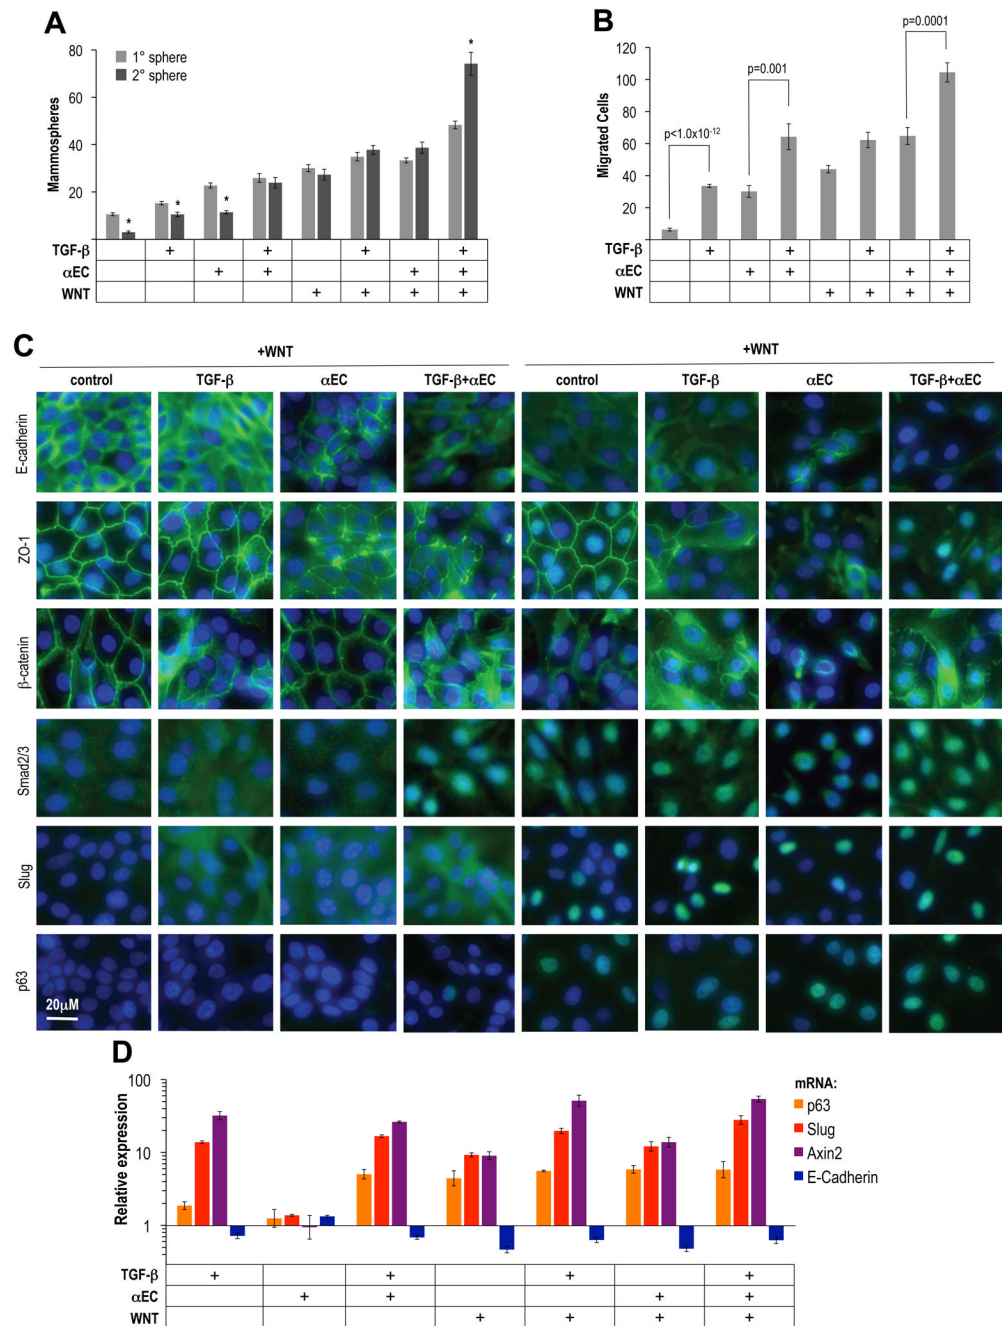 A
80
60
40
20
Mammospheres
1° sphere
2° sphere
*
*
*
*
TGF-β + + + +
αEC + + + +
WNT + + + +
B
120
100
80
60
40
20
0
Migrated Cells
p<1.0x10-12
p=0.001
p=0.0001
TGF-β + + + +
αEC + + + +
WNT + + + +
C
+WNT +WNT
control TGF-β αEC TGF-β+αEC control TGF-β αEC TGF-β+αEC
E-cadherin
ZO-1
β-catenin
Smad2/3
Slug
p63
20μM
D
100
10
1
Relative expression
mRNA:
p63
Slug
Axin2
E-Cadherin
TGF-β + + + +
αEC + + + +
WNT + + + +